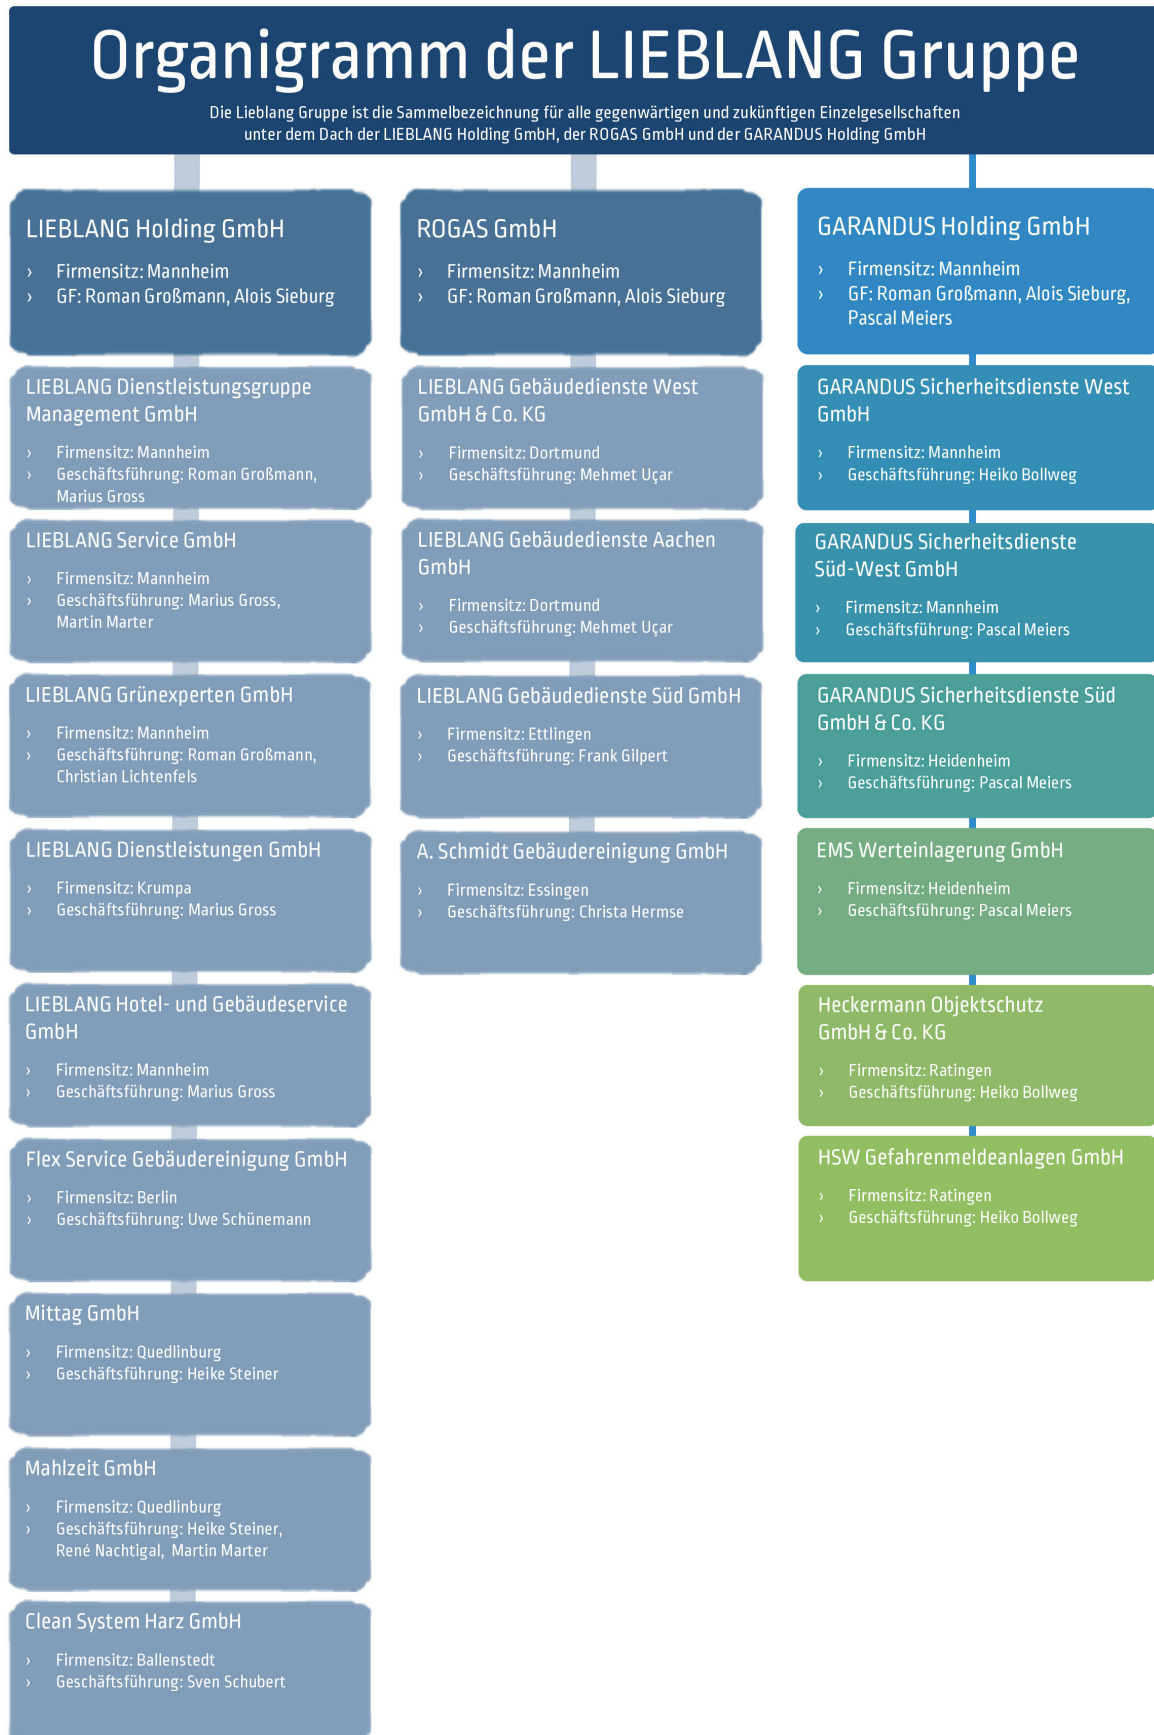 Organigramm der LIEBLANG Gruppe
Die Lieblang Gruppe ist die Sammelbezeichnung für alle gegenwärtigen und zukünftigen Einzelgesellschaften
unter dem Dach der LIEBLANG Holding GmbH, der ROGAS GmbH und der GARANDUS Holding GmbH
LIEBLANG Holding GmbH
› Firmensitz: Mannheim
› GF: Roman Großmann, Alois Sieburg
LIEBLANG Dienstleistungsgruppe
Management GmbH
› Firmensitz: Mannheim
› Geschäftsführung: Roman Großmann,
Marius Gross
LIEBLANG Service GmbH
› Firmensitz: Mannheim
› Geschäftsführung: Marius Gross,
Martin Marter
LIEBLANG Grünexperten GmbH
› Firmensitz: Mannheim
› Geschäftsführung: Roman Großmann,
Christian Lichtenfels
LIEBLANG Dienstleistungen GmbH
› Firmensitz: Krumpa
› Geschäftsführung: Marius Gross
LIEBLANG Hotel- und Gebäudeservice
GmbH
› Firmensitz: Mannheim
› Geschäftsführung: Marius Gross
Flex Service Gebäudereinigung GmbH
› Firmensitz: Berlin
› Geschäftsführung: Uwe Schünemann
Mittag GmbH
› Firmensitz: Quedlinburg
› Geschäftsführung: Heike Steiner
Mahlzeit GmbH
› Firmensitz: Quedlinburg
› Geschäftsführung: Heike Steiner,
René Nachtigal, Martin Marter
Clean System Harz GmbH
› Firmensitz: Ballenstedt
› Geschäftsführung: Sven Schubert
ROGAS GmbH
› Firmensitz: Mannheim
› GF: Roman Großmann, Alois Sieburg
LIEBLANG Gebäudedienste West
GmbH & Co. KG
› Firmensitz: Dortmund
› Geschäftsführung: Mehmet Uçar
LIEBLANG Gebäudedienste Aachen
GmbH
› Firmensitz: Dortmund
› Geschäftsführung: Mehmet Uçar
LIEBLANG Gebäudedienste Süd GmbH
› Firmensitz: Ettlingen
› Geschäftsführung: Frank Gilpert
A. Schmidt Gebäudereinigung GmbH
› Firmensitz: Essingen
› Geschäftsführung: Christa Hermse
GARANDUS Holding GmbH
› Firmensitz: Mannheim
› GF: Roman Großmann, Alois Sieburg,
Pascal Meiers
GARANDUS Sicherheitsdienste West
GmbH
› Firmensitz: Mannheim
› Geschäftsführung: Heiko Bollweg
GARANDUS Sicherheitsdienste
Süd-West GmbH
› Firmensitz: Mannheim
› Geschäftsführung: Pascal Meiers
GARANDUS Sicherheitsdienste Süd
GmbH & Co. KG
› Firmensitz: Heidenheim
› Geschäftsführung: Pascal Meiers
EMS Werteinlagerung GmbH
› Firmensitz: Heidenheim
› Geschäftsführung: Pascal Meiers
Heckermann Objektschutz
GmbH & Co. KG
› Firmensitz: Ratingen
› Geschäftsführung: Heiko Bollweg
HSW Gefahrenmeldeanlagen GmbH
› Firmensitz: Ratingen
› Geschäftsführung: Heiko Bollweg